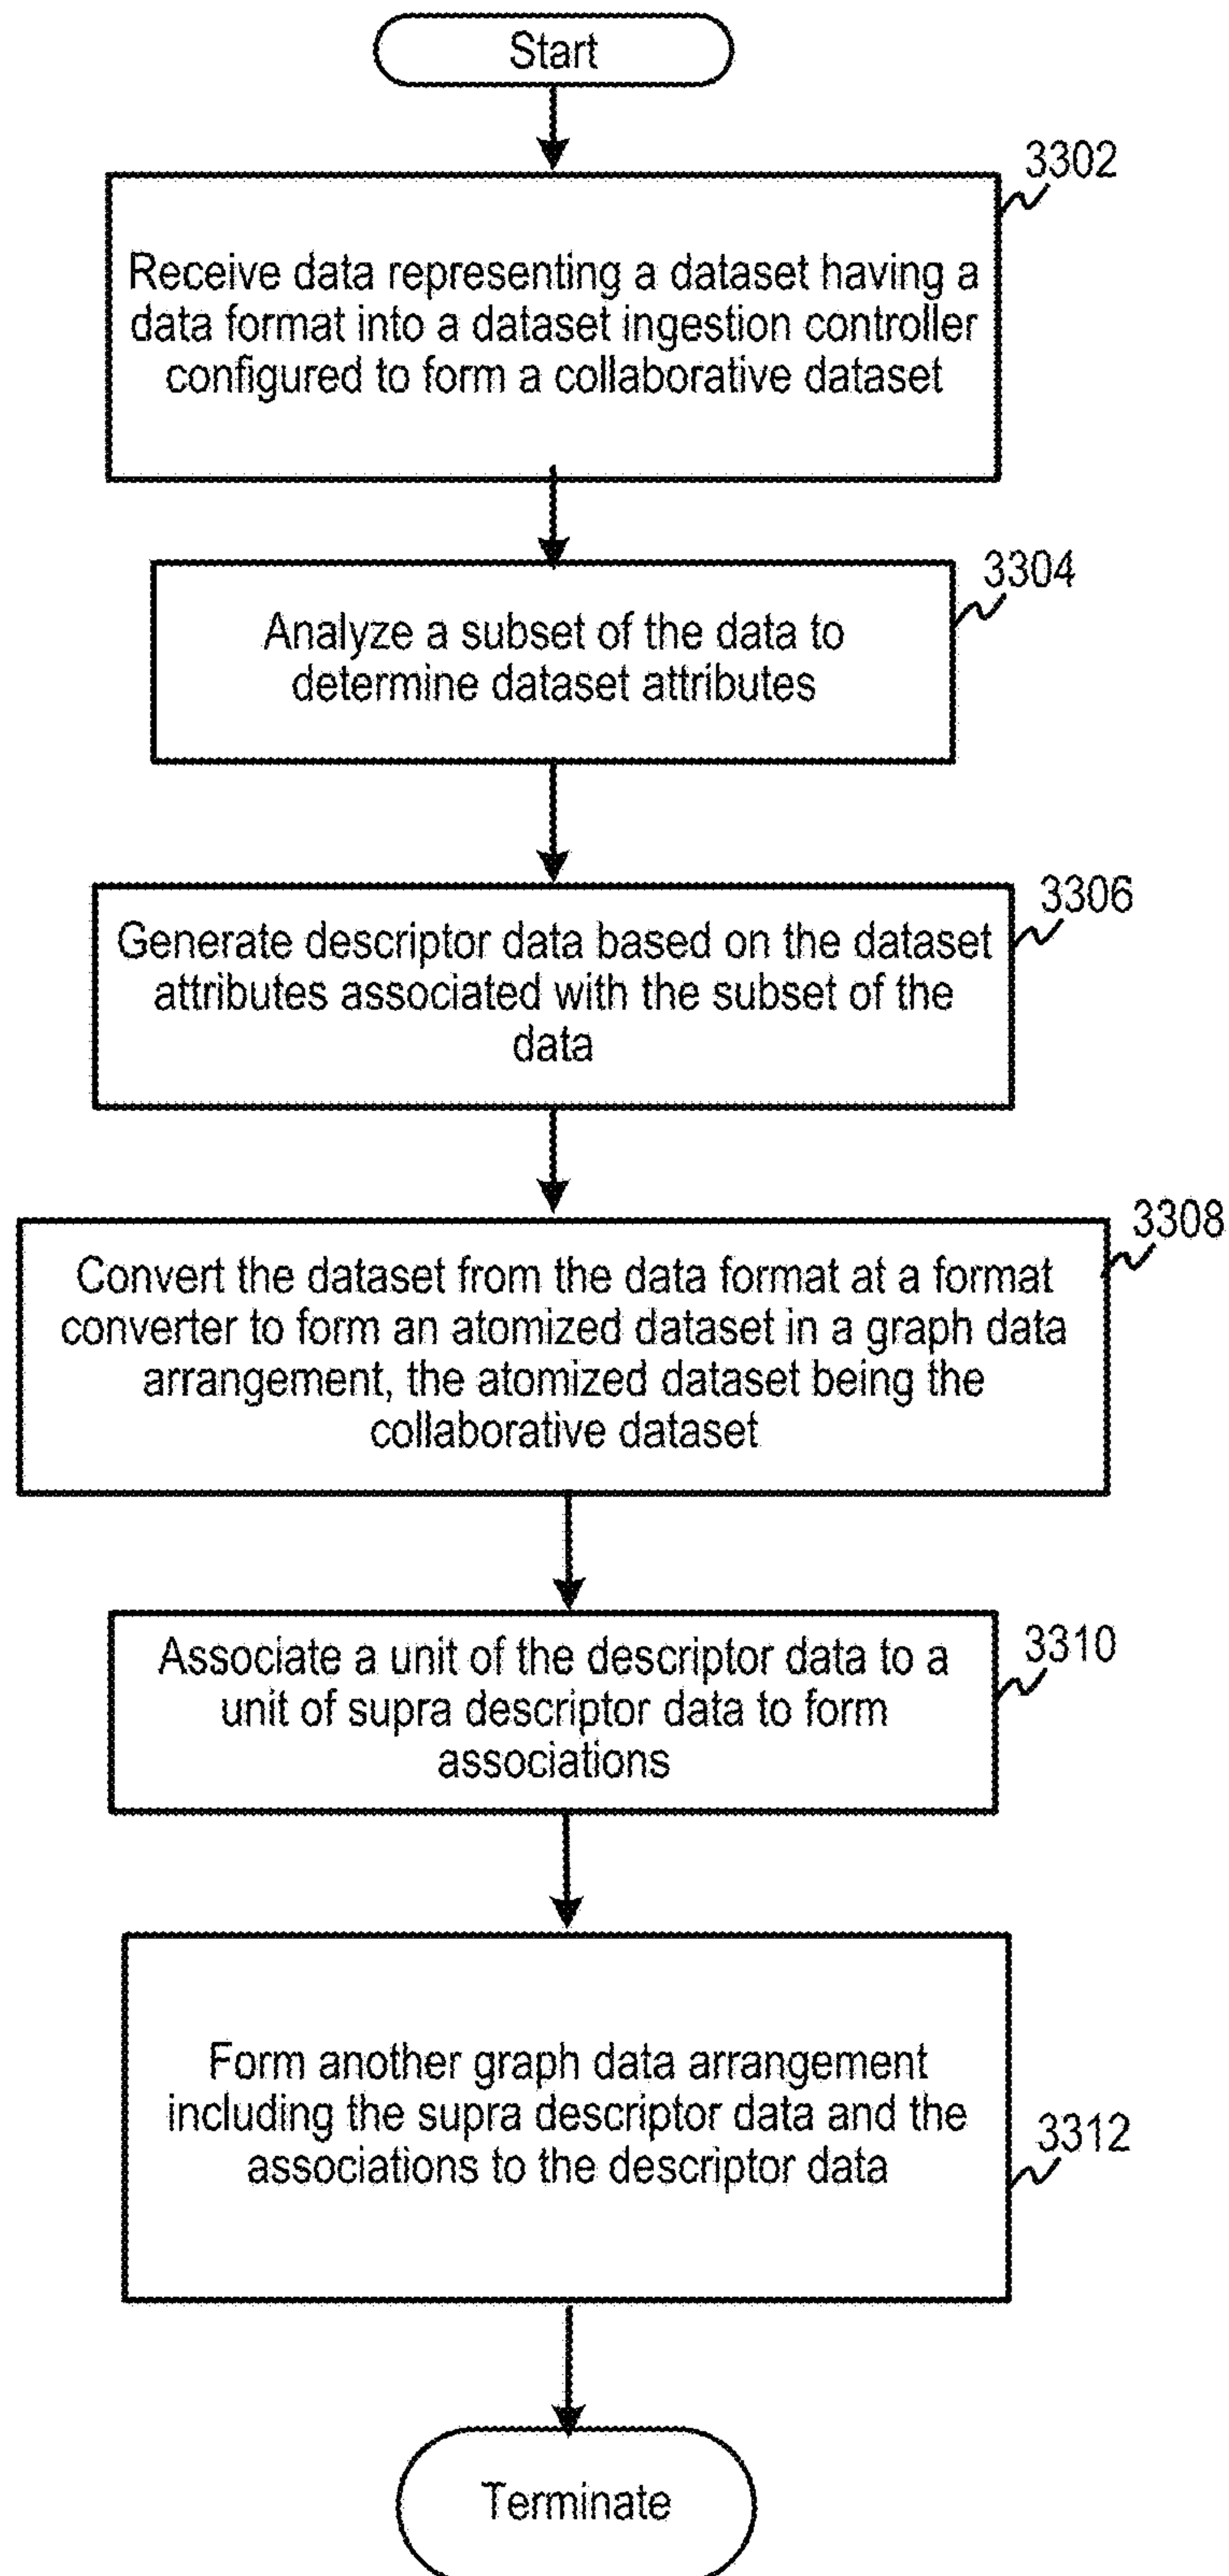 Start
3302
Receive data representing a dataset having a
data format into a dataset ingestion controller
configured to form a collaborative dataset
3304
Analyze a subset of the data to
determine dataset attributes
3306
Generate descriptor data based on the dataset
attributes associated with the subset of the
data
3308
Convert the dataset from the data format at a format
converter to form an atomized dataset in a graph data
arrangement, the atomized dataset being the
collaborative dataset
3310
Associate a unit of the descriptor data to a
unit of supra descriptor data to form
associations
Form another graph data arrangement
including the supra descriptor data and the
associations to the descriptor data
3312
Terminate